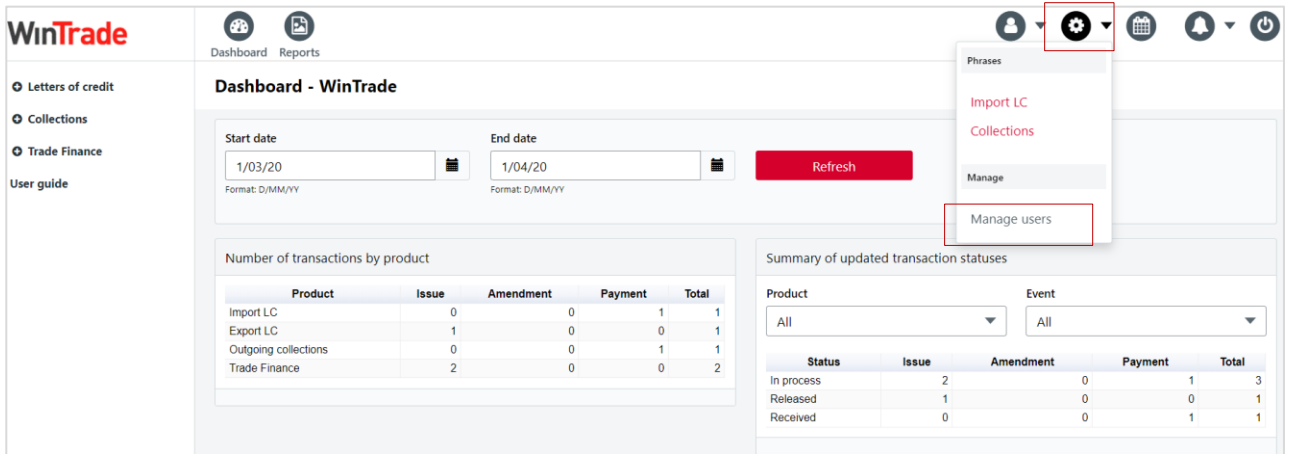 WinTrade
Dashboard Reports
Letters of credit
Collections
Trade Finance
User guide
Dashboard - WinTrade
Start date
1/03/20
Format: D/MM/YY
End date
1/04/20
Format: D/MM/YY
Refresh
Phrases
Import LC
Collections
Manage
Manage users
Number of transactions by product
Product Issue Amendment Payment Total
Import LC 0 0 1 1
Export LC 1 0 0 1
Outgoing collections 0 0 1 1
Trade Finance 2 0 0 2
Summary of updated transaction statuses
Product Event
All All
Status Issue Amendment Payment Total
In process 2 0 1 3
Released 1 0 0 1
Received 0 0 1 1